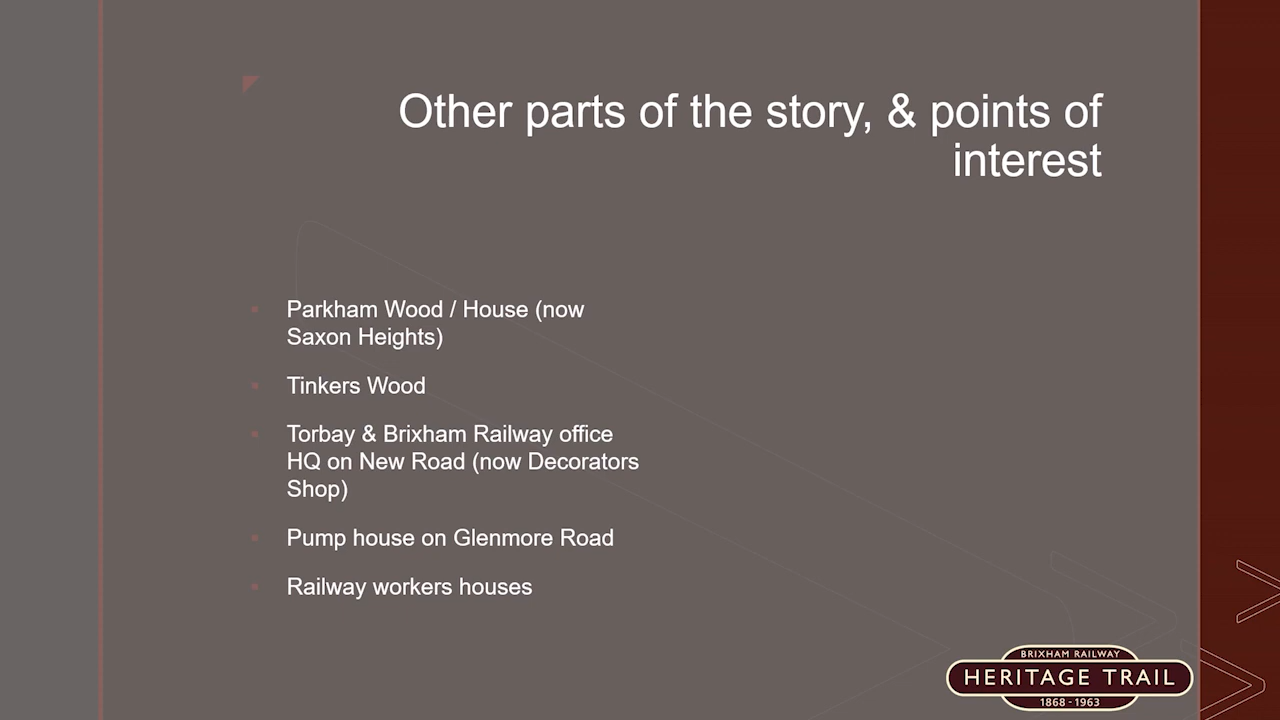 Other parts of the story, & points of
interest
Parkham Wood / House (now
Saxon Heights)
Tinkers Wood
Torbay & Brixham Railway office
HQ on New Road (now Decorators
Shop)
Pump house on Glenmore Road
Railway workers houses
BRIXHAM RAILWAY
HERITAGE TRAIL
1868 - 1963